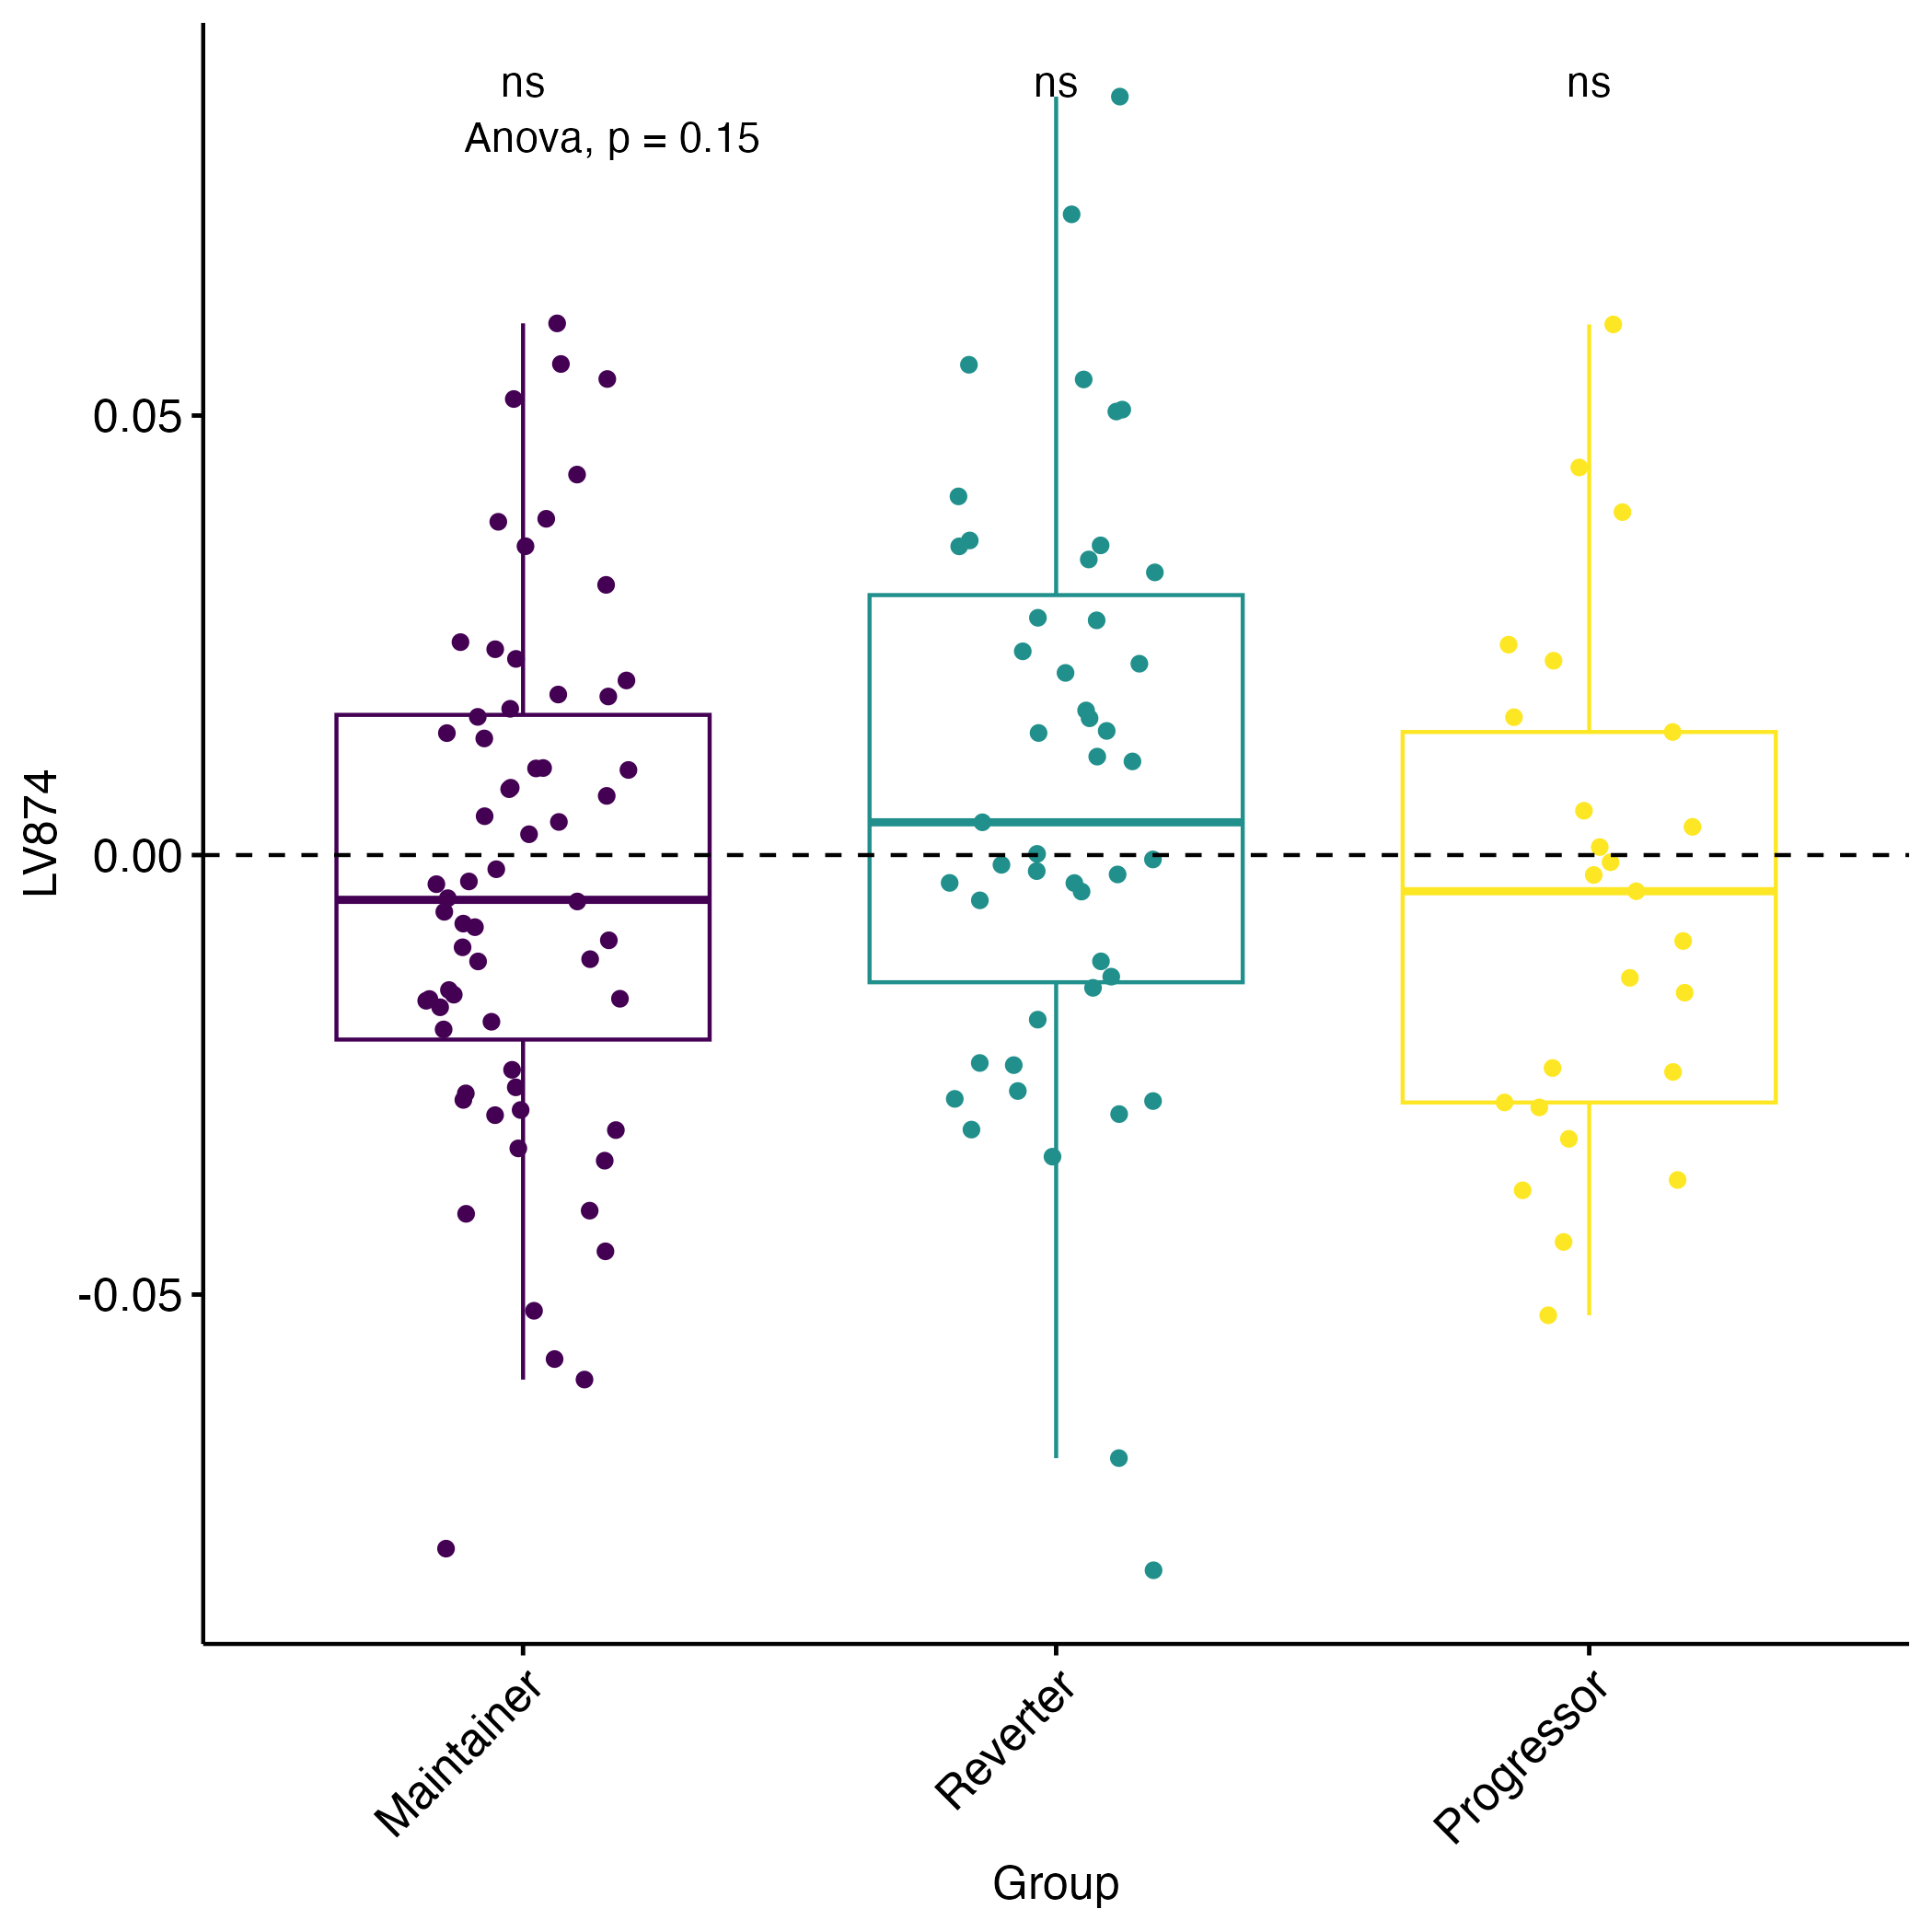 ns ns ns
Anova, p = 0.15
0.05
0.00
-0.05
LV874
Maintainer Reverter Progressor
Group